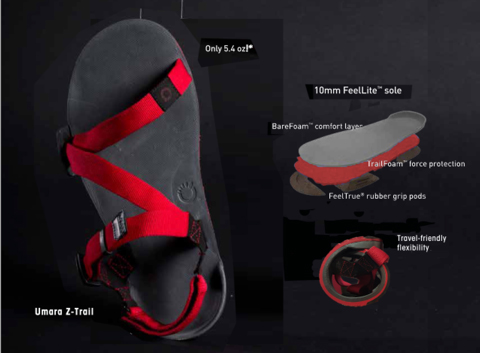 Only 5.4 oz!*
10mm FeelLite™ sole
BareFoam™ comfort layer
TrailFoam™ force protection
FeelTrue® rubber grip pods
Travel-friendly
flexibility
Umara Z-Trail